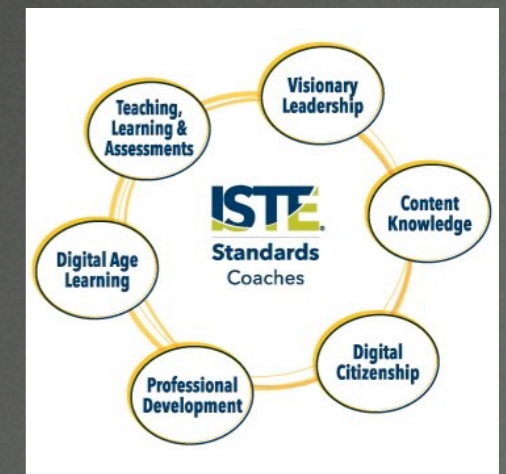 Visionary
Leadership
Content
Knowledge
Digital
Citizenship
Professional
Development
Digital Age
Learning
Teaching,
Learning &
Assessments
ISTE®
Standards
Coaches